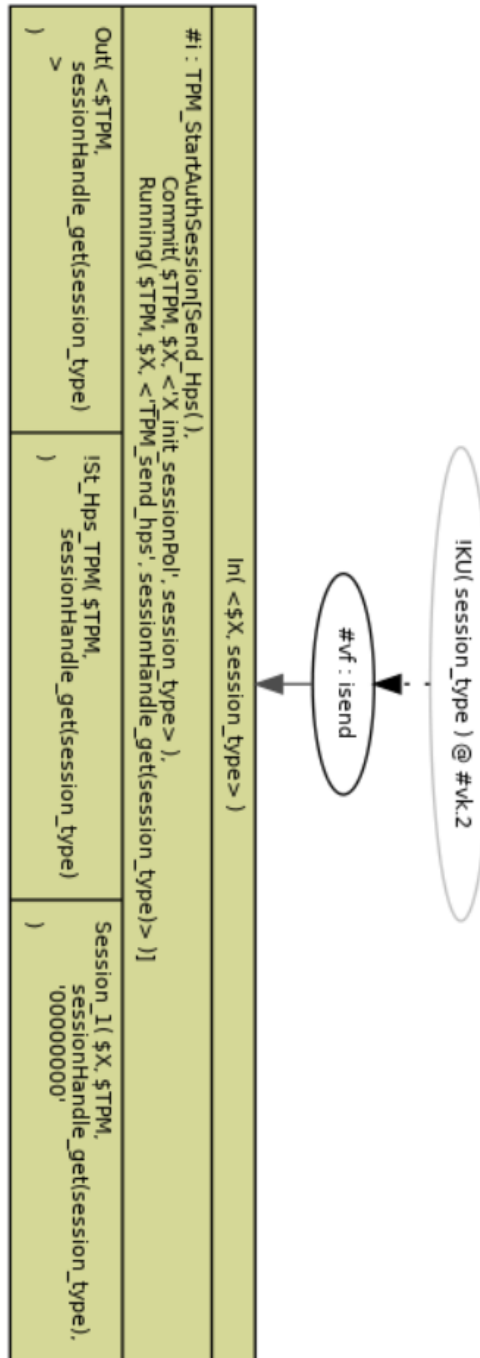 !KU( session_type ) @ #vk.2
#vf : isend
In( <$X, session_type> )
#i : TPM_StartAuthSession[Send_Hps( ),
Commit( $TPM, $X, <'X_init_sessionPol', session_type> ),
Running( $TPM, $X, <'TPM_send_hps', sessionHandle_get(session_type)> )]
Out( <$TPM,
sessionHandle_get(session_type)
>
)
!St_Hps_TPM( $TPM,
sessionHandle_get(session_type)
)
Session_1( $X, $TPM,
sessionHandle_get(session_type),
'00000000'
)